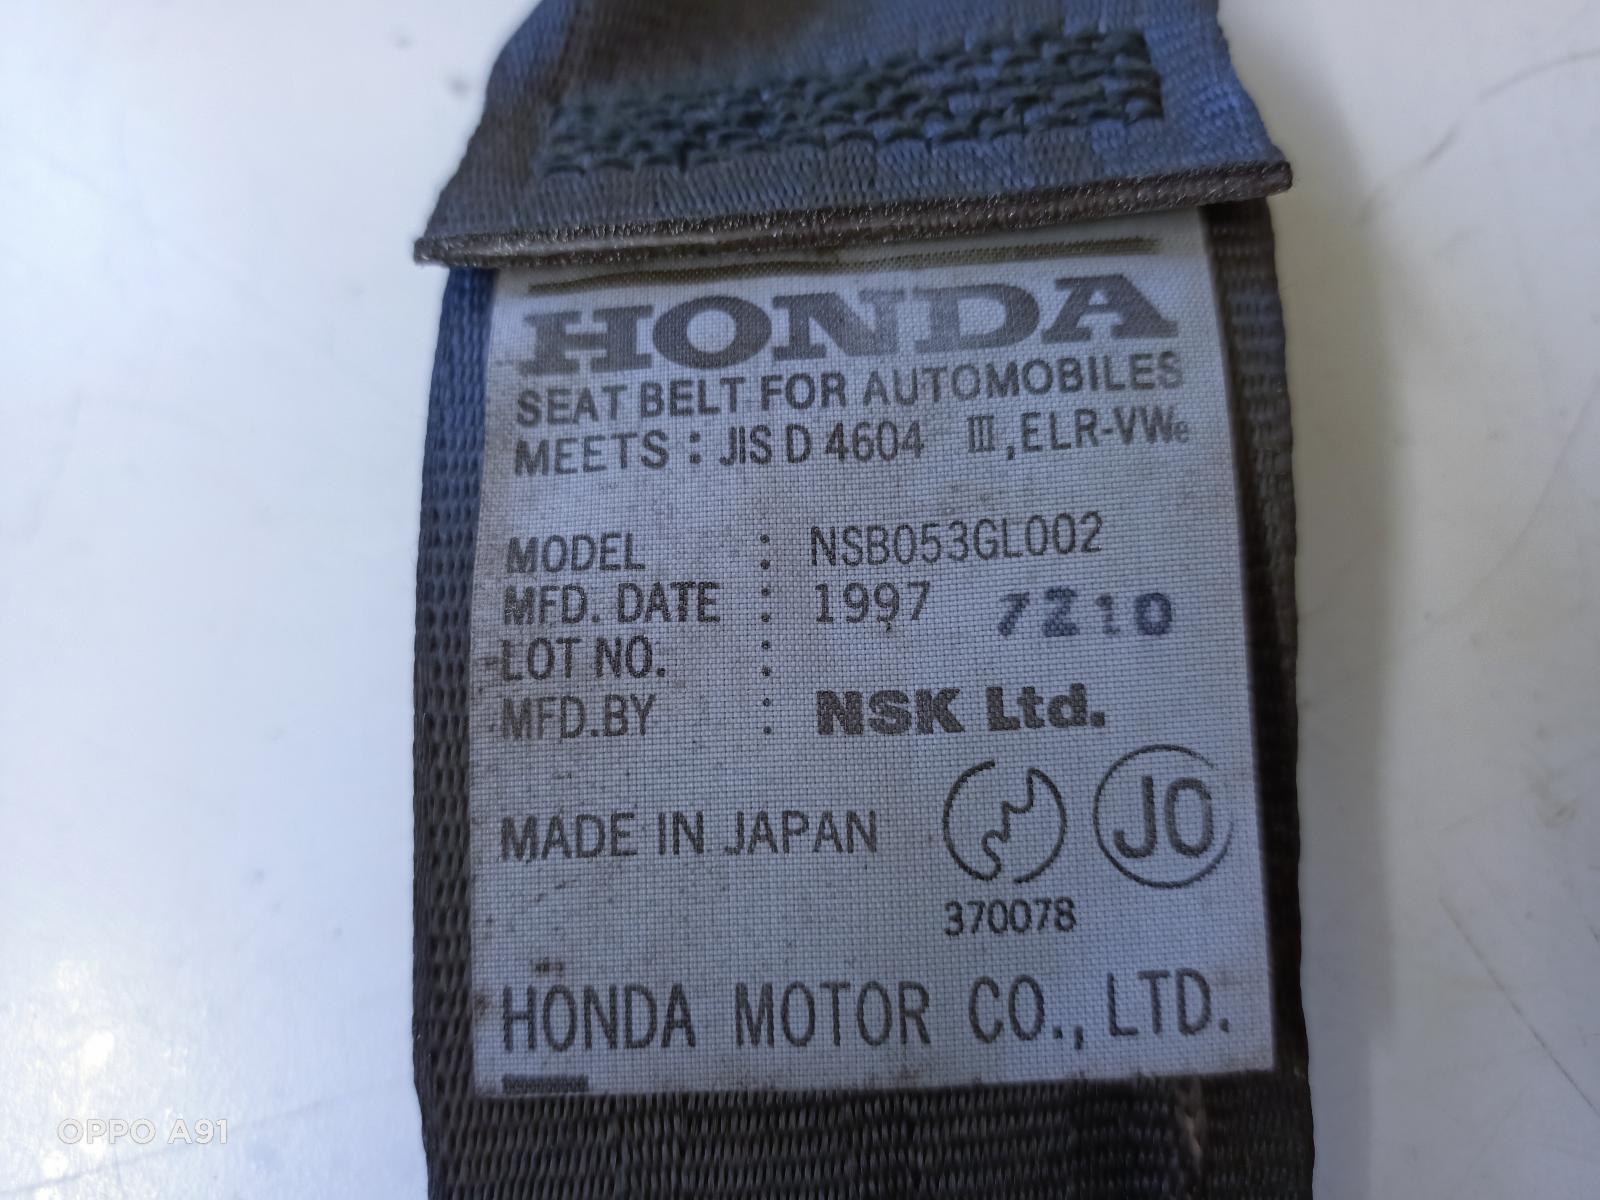 HONDA
SEAT BELT FOR AUTOMOBILES
MEETS : JIS D 4604 III, ELR-VWe
MODEL : NSB053GL002
MFD. DATE : 1997 7Z10
LOT NO. :
MFD.BY : NSK Ltd.
MADE IN JAPAN JO
370078
HONDA MOTOR CO., LTD.
OPPO A91